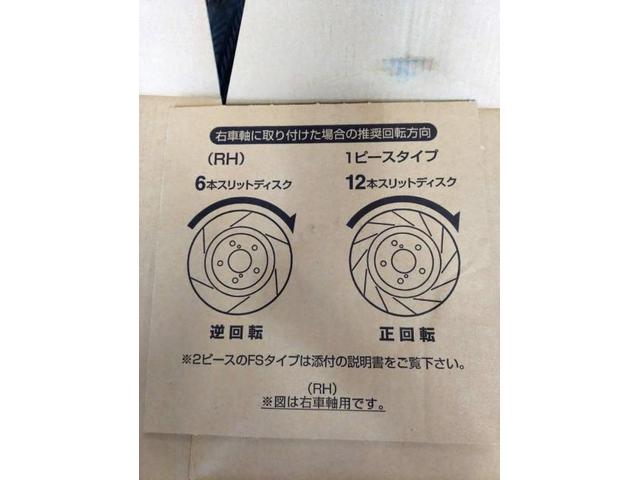 右車軸に取り付けた場合の推奨回転方向
(RH) 1ピースタイプ
6本スリットディスク 12本スリットディスク
逆回転 正回転
※2ピースのFSタイプは添付の説明書をご覧下さい。
(RH)
※図は右車軸用です。